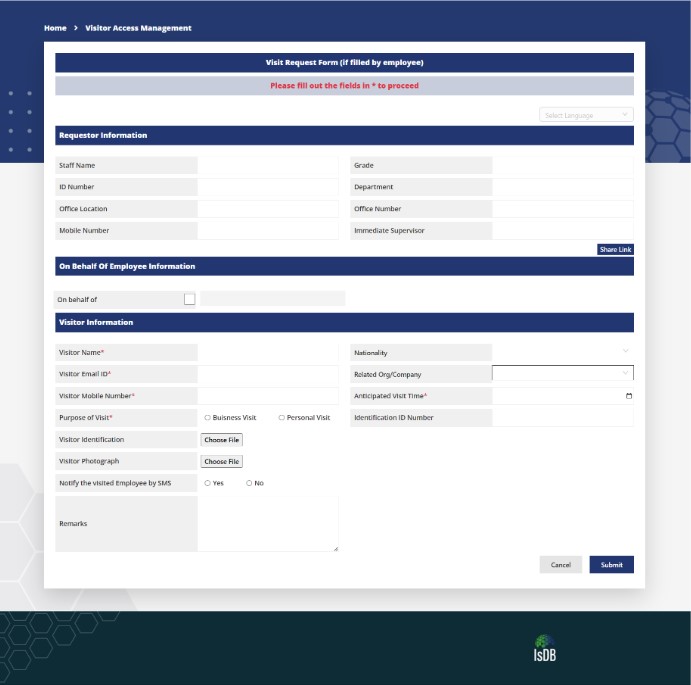 Home > Visitor Access Management
Visit Request Form (if filled by employee)
Please fill out the fields in * to proceed
Select Language
Requestor Information
Staff Name
Grade
ID Number
Department
Office Location
Office Number
Mobile Number
Immediate Supervisor
Share Link
On Behalf Of Employee Information
On behalf of
Visitor Information
Visitor Name*
Nationality
Visitor Email ID*
Related Org/Company
Visitor Mobile Number*
Anticipated Visit Time*
Purpose of Visit*
Buisness Visit
Personal Visit
Identification ID Number
Visitor Identification
Choose File
Visitor Photograph
Choose File
Notify the visited Employee by SMS
Yes
No
Remarks
Cancel
Submit
IsDB